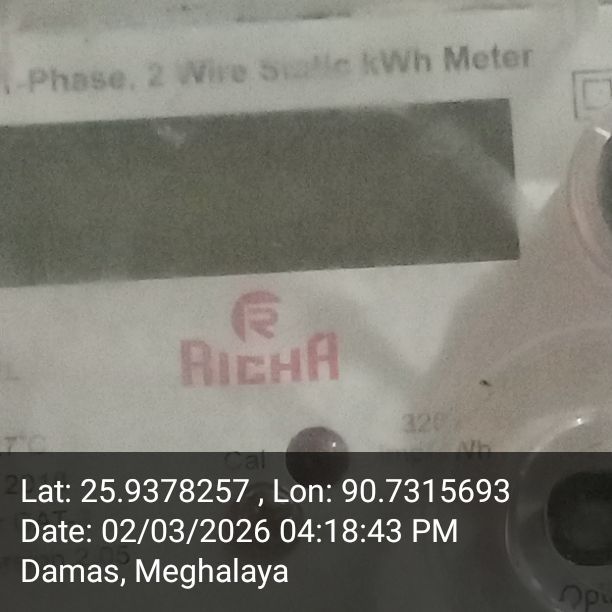 -Phase, 2 Wire Static kWh Meter
R
RICHA
Cal
Lat: 25.9378257 , Lon: 90.7315693
Date: 02/03/2026 04:18:43 PM
Damas, Meghalaya